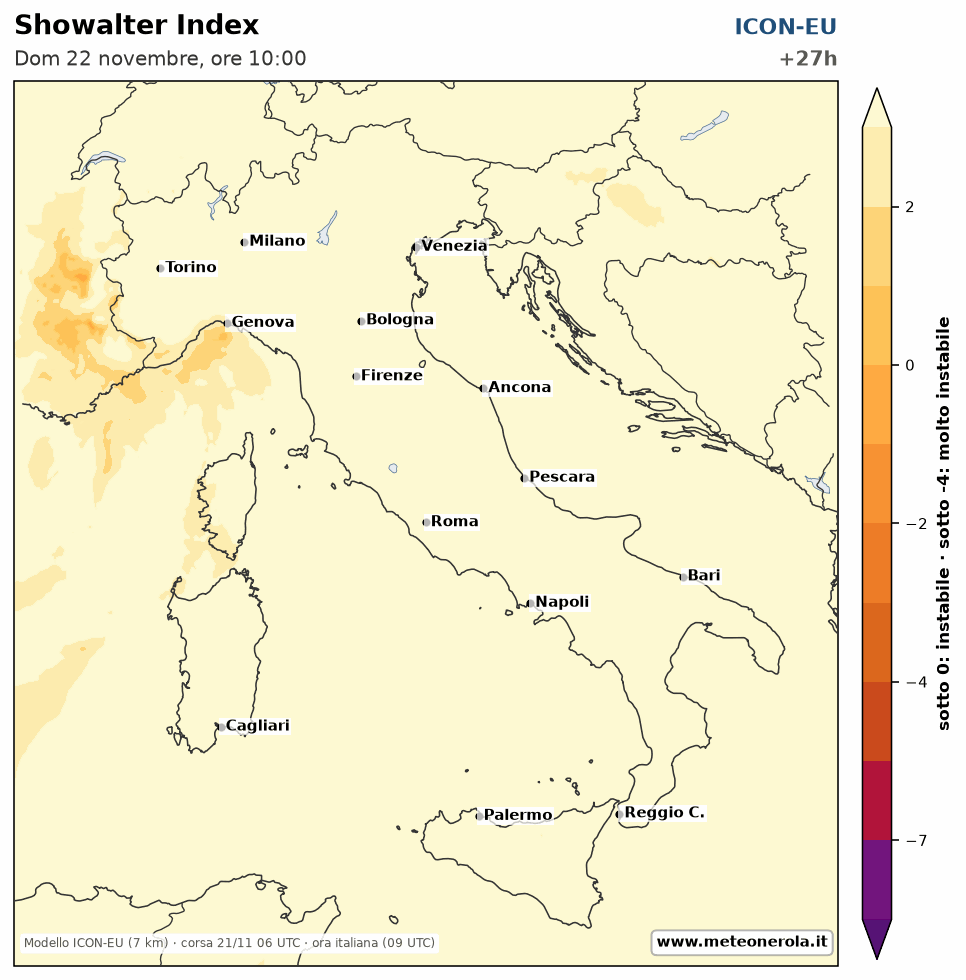 Showalter Index
ICON-EU
Dom 22 novembre, ore 10:00
+27h
Milano
Venezia
Torino
Genova
Bologna
Firenze
Ancona
Pescara
Roma
Bari
Napoli
Cagliari
Palermo
Reggio C.
2
0
−2
−4
−7
sotto 0: instabile · sotto -4: molto instabile
Modello ICON-EU (7 km) · corsa 21/11 06 UTC · ora italiana (09 UTC)
www.meteonerola.it